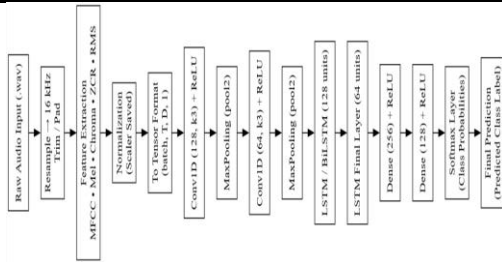 Raw Audio Input (.wav)
Resample → 16 kHz
Trim / Pad
Feature Extraction
MFCC • Mel • Chroma • ZCR • RMS
Normalization
(Scaler Saved)
To Tensor Format
(batch, T, D, 1)
Conv1D (128, k3) + ReLU
MaxPooling (pool2)
Conv1D (64, k3) + ReLU
MaxPooling (pool2)
LSTM / BiLSTM (128 units)
LSTM Final Layer (64 units)
Dense (256) + ReLU
Dense (128) + ReLU
Softmax Layer
(Class Probabilities)
Final Prediction
(Predicted Class Label)